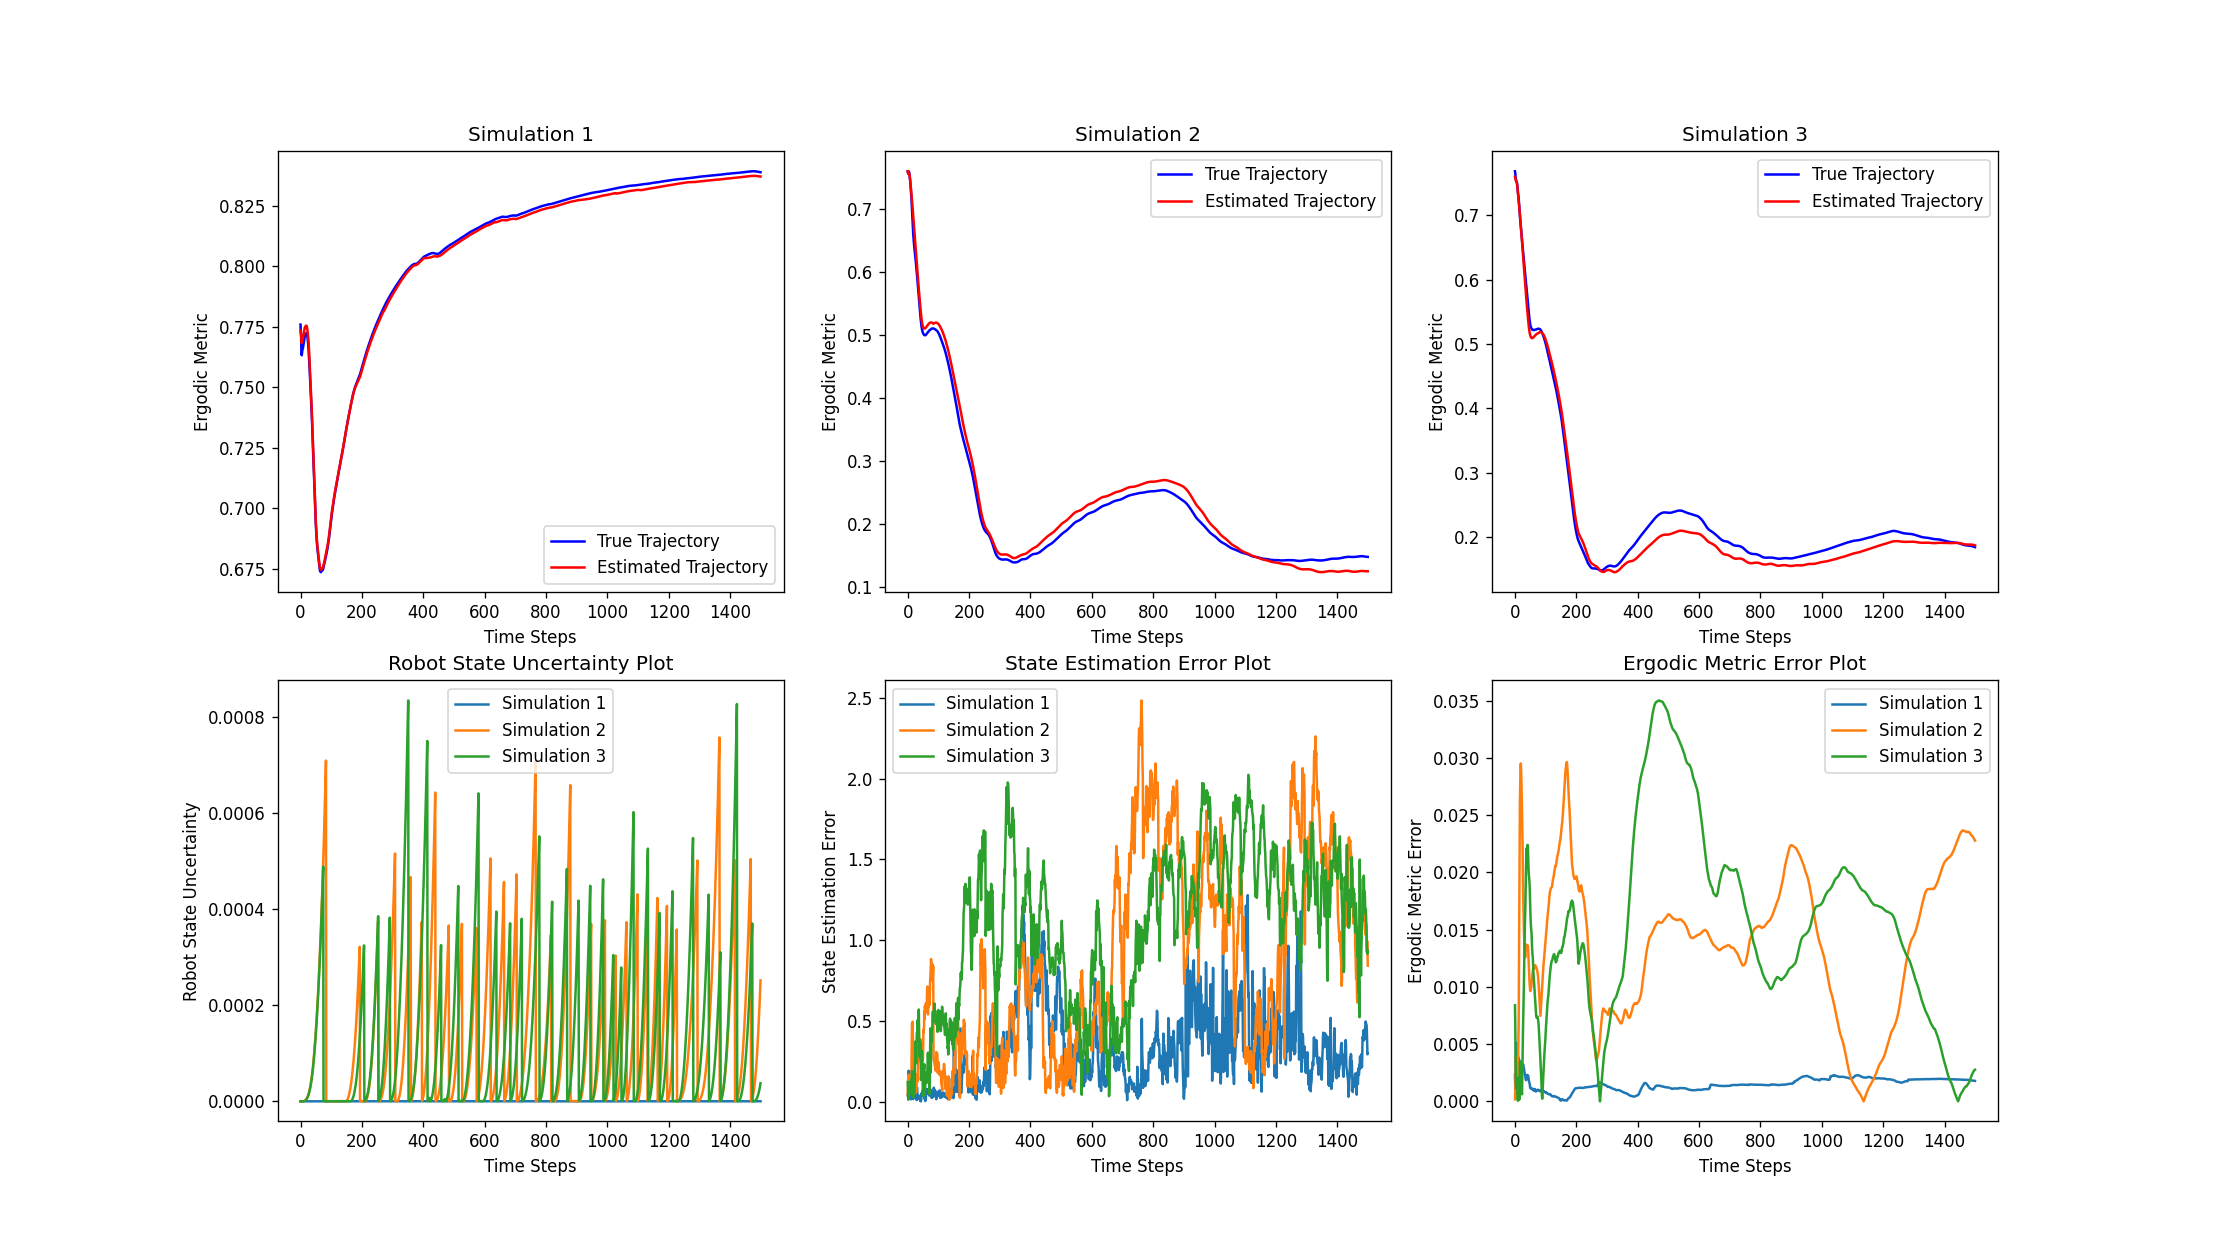 Simulation 1
Ergodic Metric
0.825
0.800
0.775
0.750
0.725
0.700
0.675
True Trajectory
Estimated Trajectory
0 200 400 600 800 1000 1200 1400
Time Steps
Simulation 2
Ergodic Metric
0.7
0.6
0.5
0.4
0.3
0.2
0.1
True Trajectory
Estimated Trajectory
0 200 400 600 800 1000 1200 1400
Time Steps
Simulation 3
Ergodic Metric
0.7
0.6
0.5
0.4
0.3
0.2
True Trajectory
Estimated Trajectory
0 200 400 600 800 1000 1200 1400
Time Steps
Robot State Uncertainty Plot
Robot State Uncertainty
0.0008
0.0006
0.0004
0.0002
0.0000
Simulation 1
Simulation 2
Simulation 3
0 200 400 600 800 1000 1200 1400
Time Steps
State Estimation Error Plot
State Estimation Error
2.5
2.0
1.5
1.0
0.5
0.0
Simulation 1
Simulation 2
Simulation 3
0 200 400 600 800 1000 1200 1400
Time Steps
Ergodic Metric Error Plot
Ergodic Metric Error
0.035
0.030
0.025
0.020
0.015
0.010
0.005
0.000
Simulation 1
Simulation 2
Simulation 3
0 200 400 600 800 1000 1200 1400
Time Steps